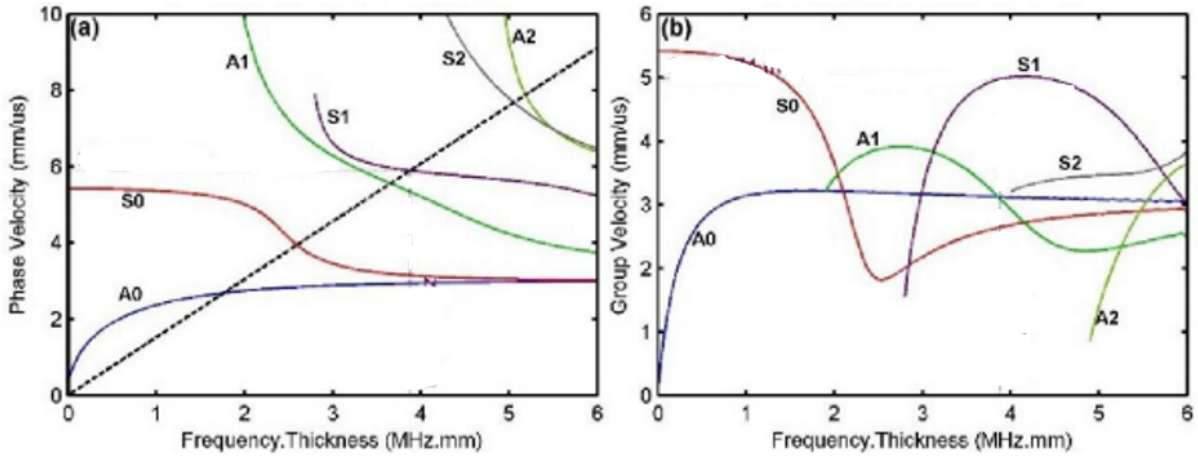 (a)
10
8
6
4
2
0
Phase Velocity (mm/us)
A1
S2
A2
S1
S0
A0
0 1 2 3 4 5 6
Frequency.Thickness (MHz.mm)
(b)
6
5
4
3
2
1
0
Group Velocity (mm/us)
S0
S1
A1
S2
A0
A2
0 1 2 3 4 5 6
Frequency.Thickness (MHz.mm)